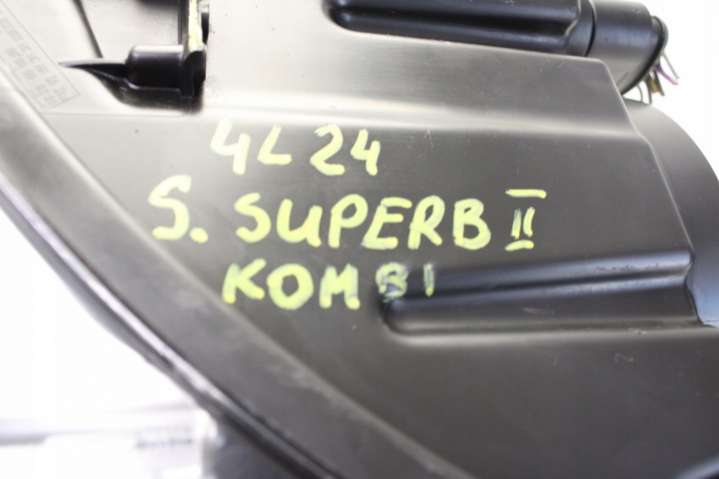 4L24
S. SUPERB II
KOMBI